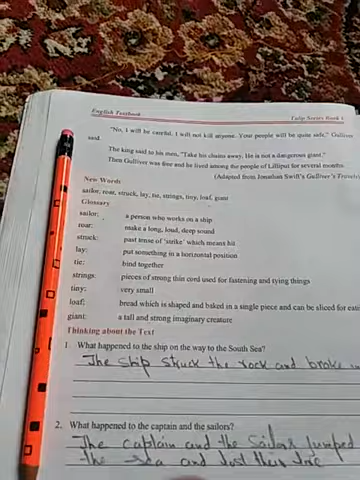 English Textbook
Tulip Series Book 4
"No, I will be careful. I will not kill anyone. Your people will be quite safe," Gulliver
said.
The king said to his men, "Take his chains away. He is not a dangerous giant."
Then Gulliver was free and he lived among the people of Lilliput for several months.
(Adapted from Jonathan Swift's Gulliver's Travels
New Words
sailor, roar, struck, lay, tie, strings, tiny, loaf, giant
Glossary
sailor: a person who works on a ship
roar: make a long, loud, deep sound
struck: past tense of 'strike' which means hit
lay: put something in a horizontal position
tie: bind together
strings: pieces of strong thin cord used for fastening and tying things
tiny: very small
loaf: bread which is shaped and baked in a single piece and can be sliced for eati
giant: a tall and strong imaginary creature
Thinking about the Text
1 What happened to the ship on the way to the South Sea?
The ship struck the rock and broke
2. What happened to the captain and the sailors?
The captain and the Sailors jumped
the sea and lost their